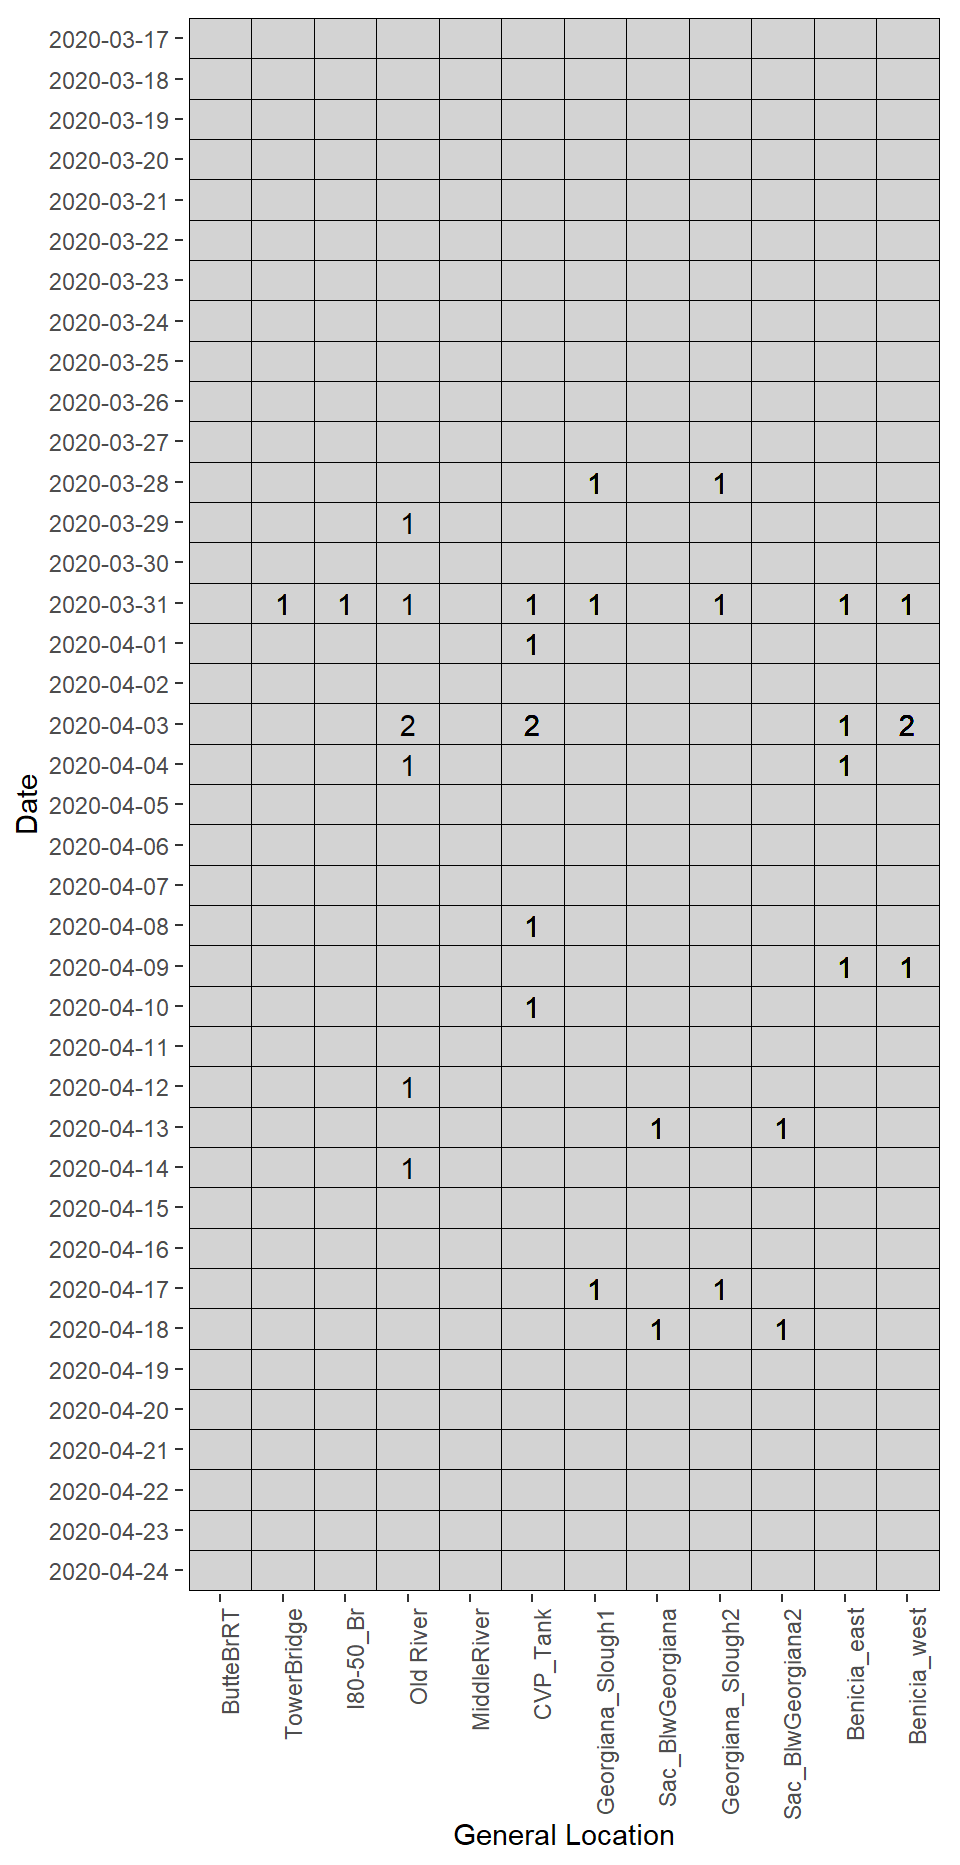 2020-03-17
2020-03-18
2020-03-19
2020-03-20
2020-03-21
2020-03-22
2020-03-23
2020-03-24
2020-03-25
2020-03-26
2020-03-27
2020-03-28 1 1
2020-03-29 1
2020-03-30
2020-03-31 1 1 1 1 1 1 1 1
2020-04-01 1
2020-04-02
2020-04-03 2 2 1 2
2020-04-04 1 1
2020-04-05
2020-04-06
2020-04-07
2020-04-08 1
2020-04-09 1 1
2020-04-10 1
2020-04-11
2020-04-12 1
2020-04-13 1 1
2020-04-14 1
2020-04-15
2020-04-16
2020-04-17 1 1
2020-04-18 1 1
2020-04-19
2020-04-20
2020-04-21
2020-04-22
2020-04-23
2020-04-24
Date
ButteBrRT
TowerBridge
I80-50_Br
Old River
MiddleRiver
CVP_Tank
Georgiana_Slough1
Sac_BlwGeorgiana
Georgiana_Slough2
Sac_BlwGeorgiana2
Benicia_east
Benicia_west
General Location